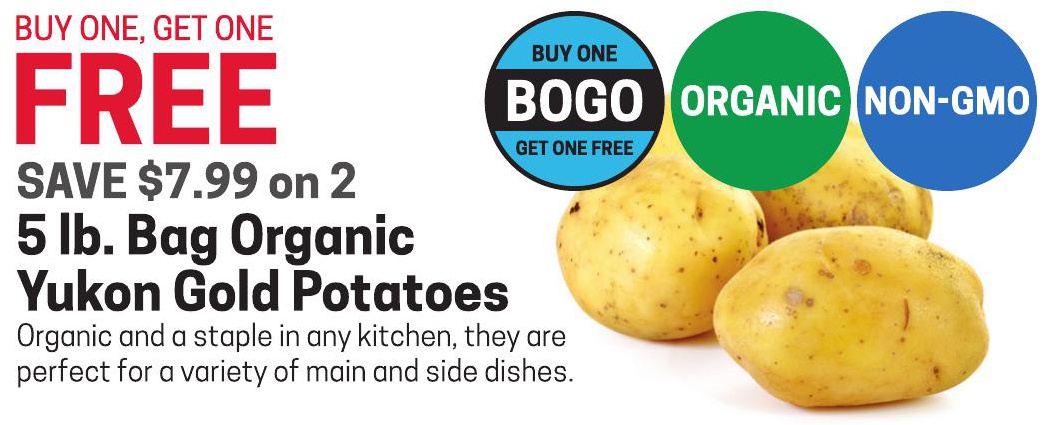 BUY ONE, GET ONE
FREE
SAVE $7.99 on 2
5 lb. Bag Organic
Yukon Gold Potatoes
Organic and a staple in any kitchen, they are
perfect for a variety of main and side dishes.
BUY ONE
BOGO
GET ONE FREE
ORGANIC
NON-GMO